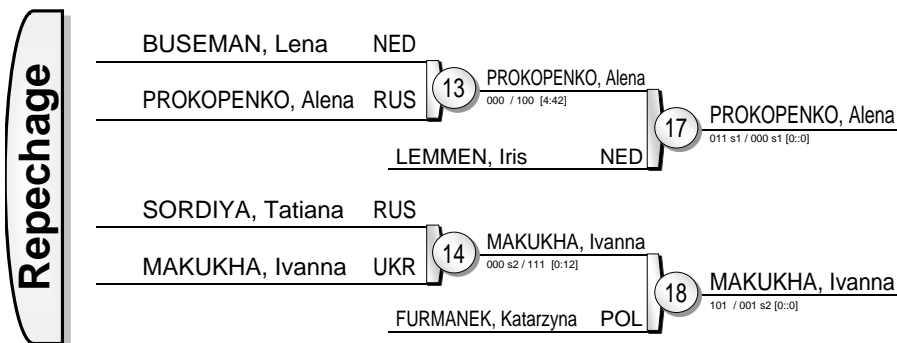 Repechage
BUSEMAN, Lena NED
PROKOPENKO, Alena RUS
13
PROKOPENKO, Alena
000 / 100 [4:42]
LEMMEN, Iris NED
17
PROKOPENKO, Alena
011 s1 / 000 s1 [0::0]
SORDIYA, Tatiana RUS
MAKUKHA, Ivanna UKR
14
MAKUKHA, Ivanna
000 s2 / 111 [0:12]
FURMANEK, Katarzyna POL
18
MAKUKHA, Ivanna
101 / 001 s2 [0::0]